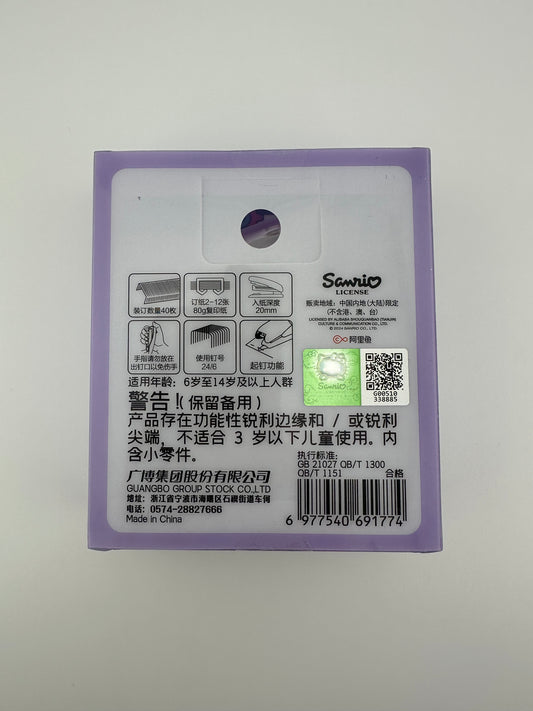 装订数量40枚
订纸2-12张
80g复印纸
入纸深度
20mm
手指请勿放在
出钉口以免伤手
使用钉号
24/6
起钉功能
适用年龄：6岁至14岁及以上人群
Sanrio
LICENSE
贩卖地域：中国内地(大陆)限定
(不含港、澳、台)
LICENSED BY ALIBABA SHOUQUANBAO (TIANJIN)
CULTURE & COMMUNICATION CO., LTD.
© 2024 SANRIO CO., LTD.
阿里鱼
Sanrio
G00510
338885
警告！(保留备用)
产品存在功能性锐利边缘和 / 或锐利
尖端，不适合 3 岁以下儿童使用。内
含小零件。
广博集团股份有限公司
GUANGBO GROUP STOCK CO.,LTD
地址：浙江省宁波市海曙区石碶街道车何
电话：0574-28827666
Made in China
执行标准：
GB 21027 QB/T 1300
QB/T 1151 合格
6 977540 691774